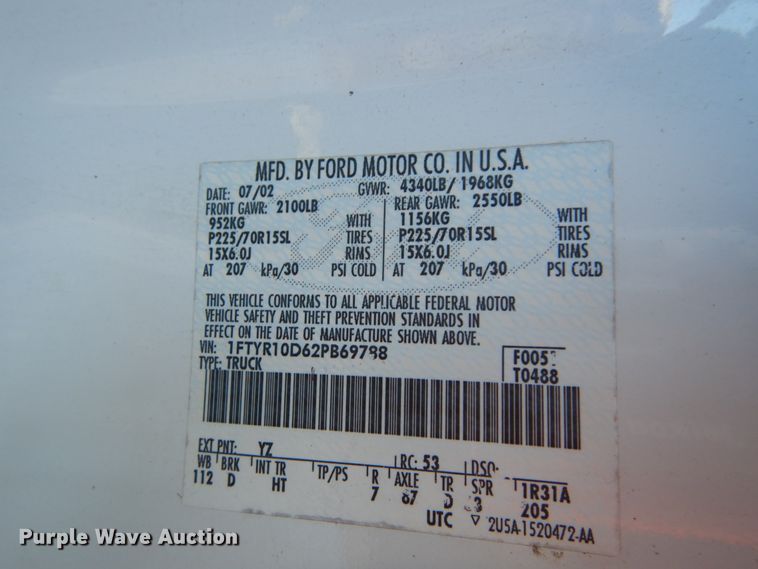 MFD. BY FORD MOTOR CO. IN U.S.A.
DATE: 07/02 GVWR: 4340LB/ 1968KG
FRONT GAWR: 2100LB REAR GAWR: 2550LB
952KG WITH 1156KG WITH
P225/70R15SL TIRES P225/70R15SL TIRES
15X6.0J RIMS 15X6.0J RIMS
AT 207 kPa/30 PSI COLD AT 207 kPa/30 PSI COLD
THIS VEHICLE CONFORMS TO ALL APPLICABLE FEDERAL MOTOR
VEHICLE SAFETY AND THEFT PREVENTION STANDARDS IN
EFFECT ON THE DATE OF MANUFACTURE SHOWN ABOVE.
VIN: 1FTYR10D62PB69798
TYPE: TRUCK
T0488
EXT PNT: YZ RC: 53 DSO:
WB BRK INT TR TP/PS R AXLE TR SPR 1R31A
112 D HT 7 87 D 205
UTC 2U5A-1520472-AA
Purple Wave Auction